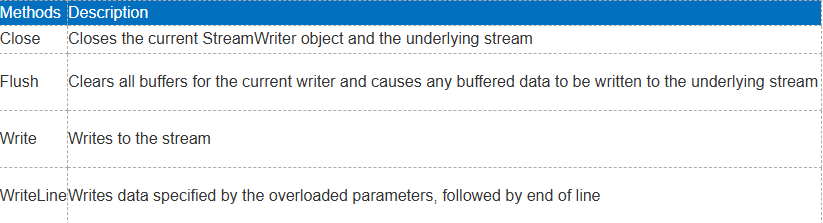 Methods Description
Close Closes the current StreamWriter object and the underlying stream
Flush Clears all buffers for the current writer and causes any buffered data to be written to the underlying stream
Write Writes to the stream
WriteLine Writes data specified by the overloaded parameters, followed by end of line